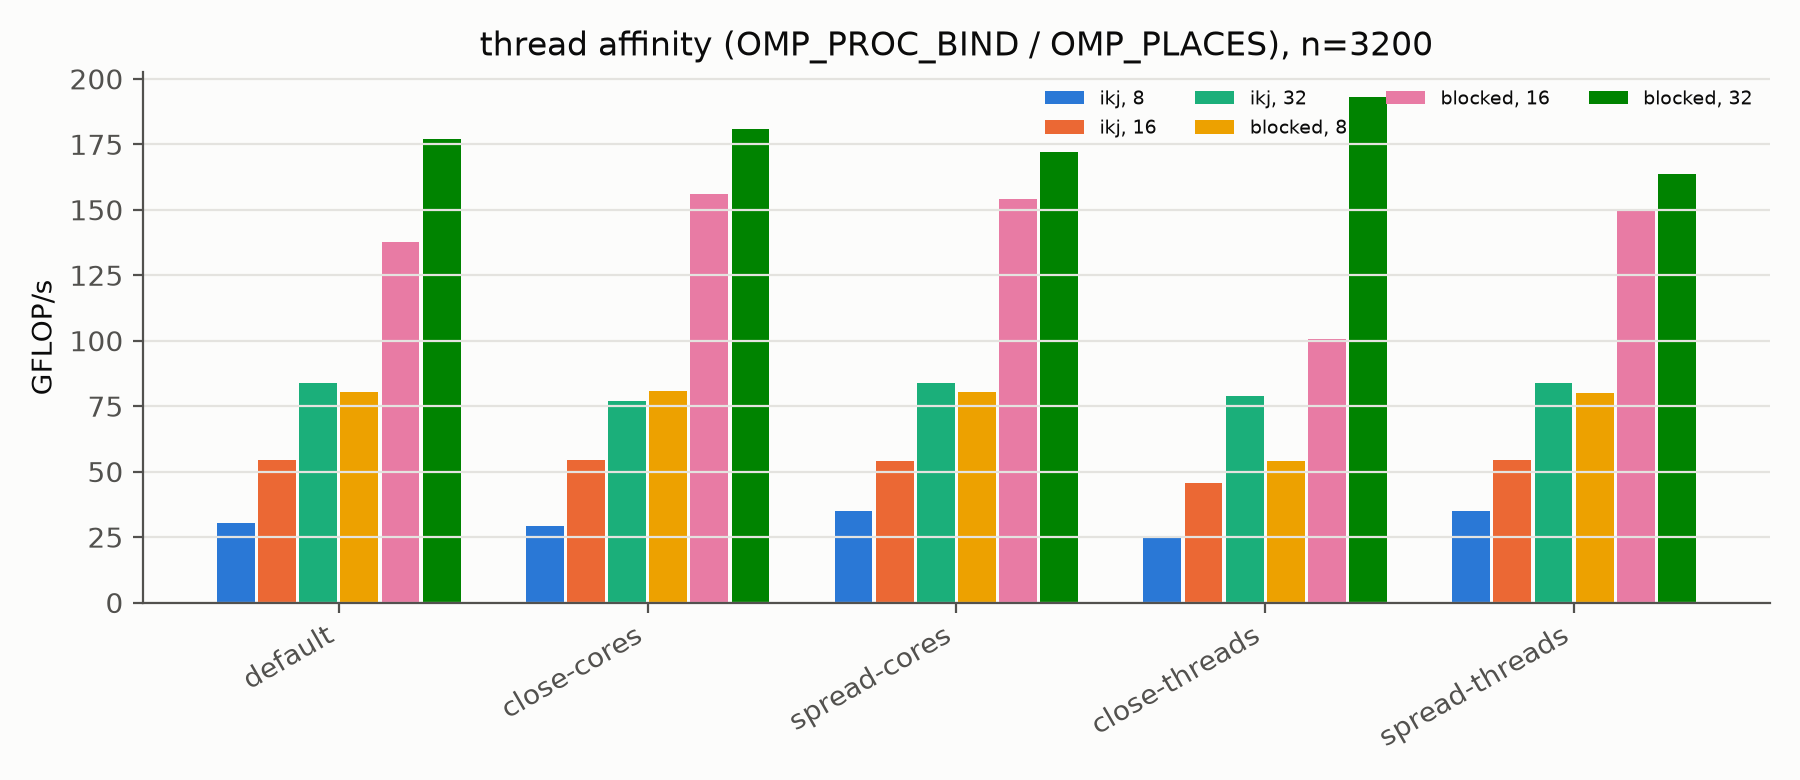 thread affinity (OMP_PROC_BIND / OMP_PLACES), n=3200
GFLOP/s
200
175
150
125
100
75
50
25
0
ikj, 8
ikj, 16
ikj, 32
blocked, 8
blocked, 16
blocked, 32
default
close-cores
spread-cores
close-threads
spread-threads